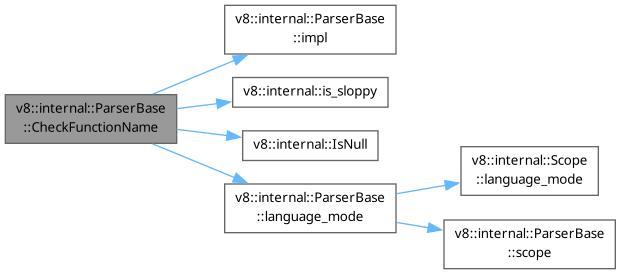 v8::internal::ParserBase
::CheckFunctionName
v8::internal::ParserBase
::impl
v8::internal::is_sloppy
v8::internal::IsNull
v8::internal::ParserBase
::language_mode
v8::internal::Scope
::language_mode
v8::internal::ParserBase
::scope